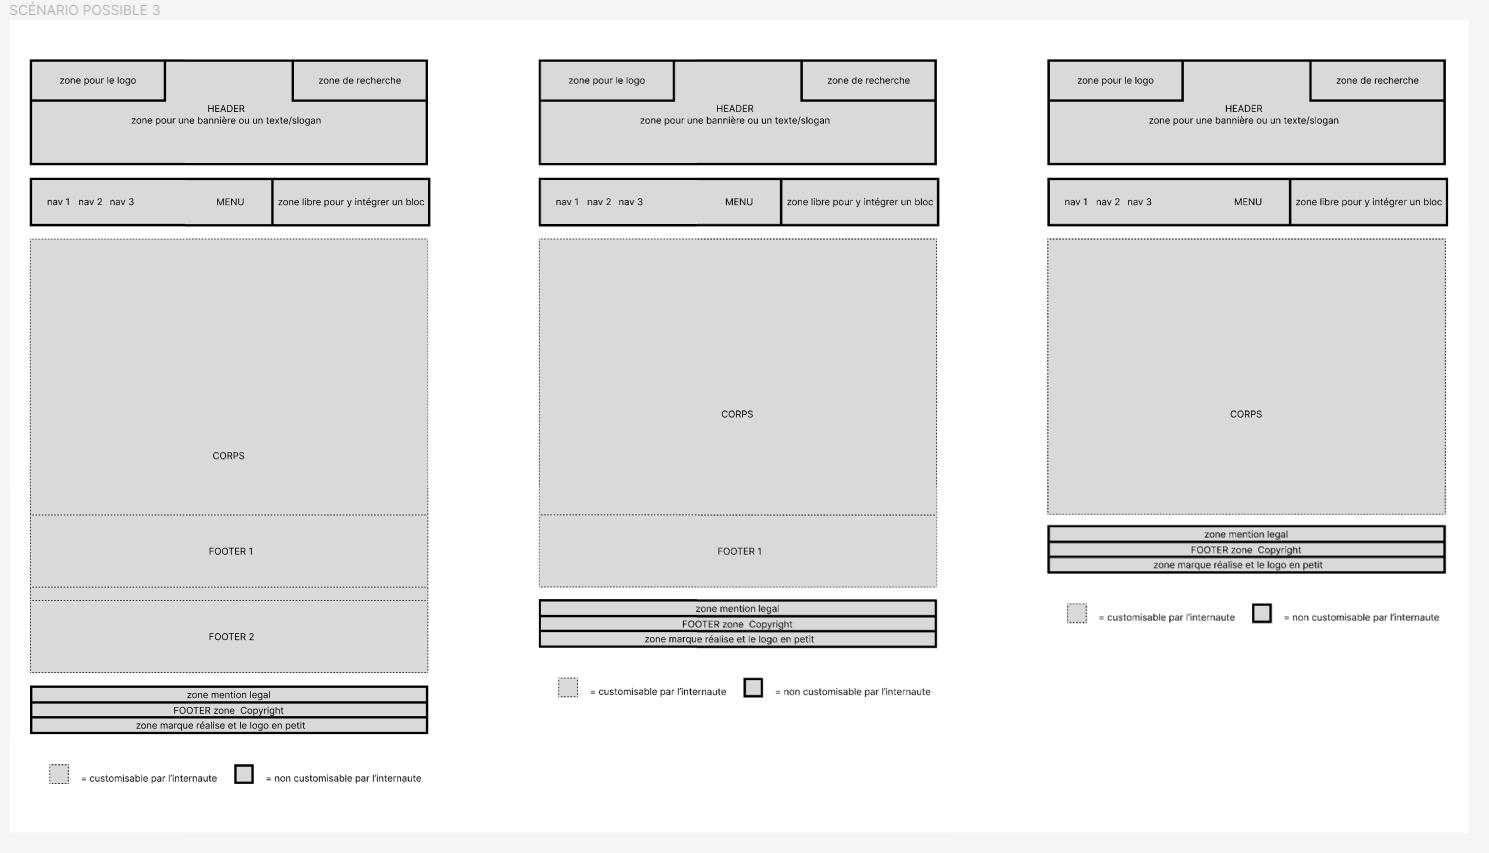 SCÉNARIO POSSIBLE 3
zone pour le logo
zone de recherche
HEADER
zone pour une bannière ou un texte/slogan
nav 1 nav 2 nav 3
MENU
zone libre pour y intégrer un bloc
CORPS
FOOTER 1
FOOTER 2
zone mention legal
FOOTER zone Copyright
zone marque réalise et le logo en petit
= customisable par l'internaute
= non customisable par l'internaute
zone pour le logo
zone de recherche
HEADER
zone pour une bannière ou un texte/slogan
nav 1 nav 2 nav 3
MENU
zone libre pour y intégrer un bloc
CORPS
FOOTER 1
zone mention legal
FOOTER zone Copyright
zone marque réalise et le logo en petit
= customisable par l'internaute
= non customisable par l'internaute
zone pour le logo
zone de recherche
HEADER
zone pour une bannière ou un texte/slogan
nav 1 nav 2 nav 3
MENU
zone libre pour y intégrer un bloc
CORPS
zone mention legal
FOOTER zone Copyright
zone marque réalise et le logo en petit
= customisable par l'internaute
= non customisable par l'internaute